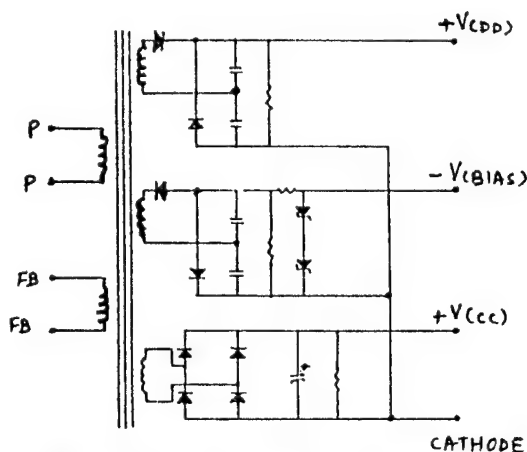 +V(DD)
P
P
-V(BIAS)
FB
FB
+V(CC)
+
CATHODE